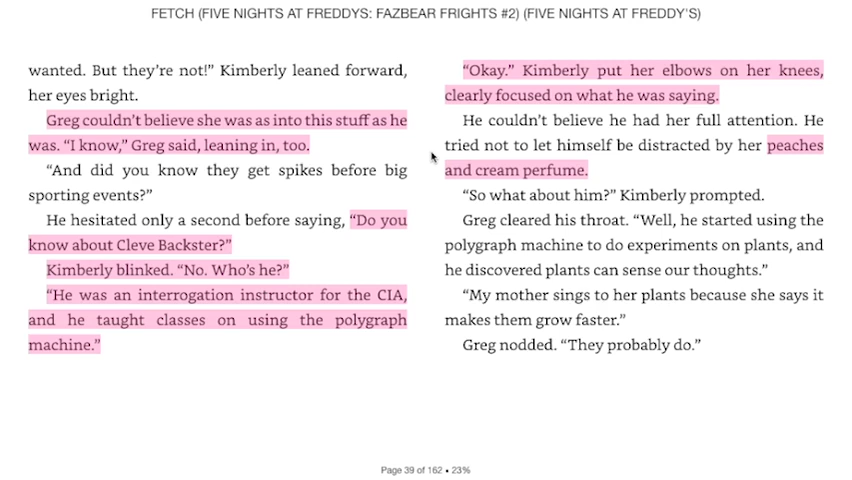 FETCH (FIVE NIGHTS AT FREDDYS: FAZBEAR FRIGHTS #2) (FIVE NIGHTS AT FREDDY'S)
wanted. But they’re not!” Kimberly leaned forward,
her eyes bright.
Greg couldn’t believe she was as into this stuff as he
was. “I know,” Greg said, leaning in, too.
“And did you know they get spikes before big
sporting events?”
He hesitated only a second before saying, “Do you
know about Cleve Backster?”
Kimberly blinked. “No. Who’s he?”
“He was an interrogation instructor for the CIA,
and he taught classes on using the polygraph
machine.”
“Okay.” Kimberly put her elbows on her knees,
clearly focused on what he was saying.
He couldn’t believe he had her full attention. He
tried not to let himself be distracted by her peaches
and cream perfume.
“So what about him?” Kimberly prompted.
Greg cleared his throat. “Well, he started using the
polygraph machine to do experiments on plants, and
he discovered plants can sense our thoughts.”
“My mother sings to her plants because she says it
makes them grow faster.”
Greg nodded. “They probably do.”
Page 39 of 162 • 23%